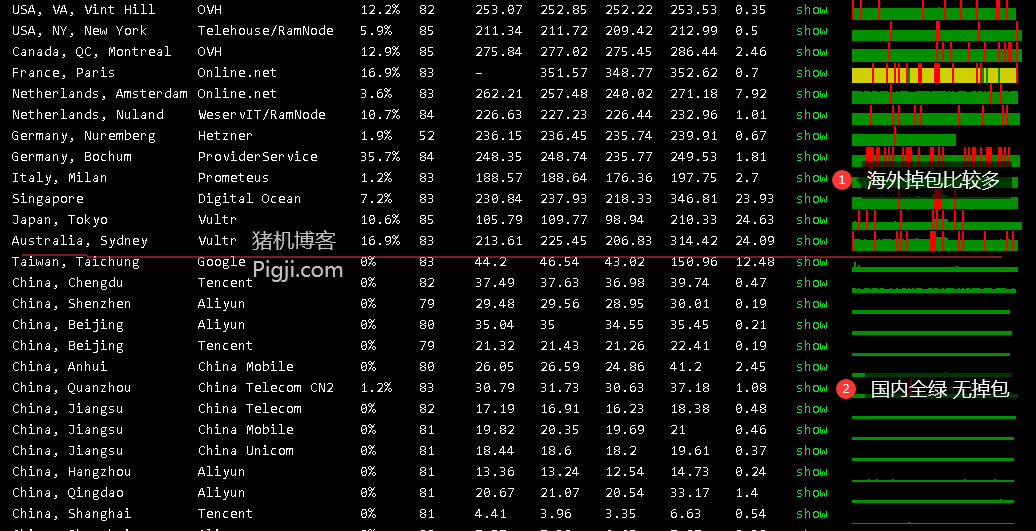 USA, VA, Vint Hill OVH 12.2% 82 253.07 252.85 252.22 253.53 0.35 show
USA, NY, New York Telehouse/RamNode 5.9% 85 211.34 211.72 209.42 212.99 0.5 show
Canada, QC, Montreal OVH 12.9% 85 275.84 277.02 275.45 286.44 2.46 show
France, Paris Online.net 16.9% 83 – 351.57 348.77 352.62 0.7 show
Netherlands, Amsterdam Online.net 3.6% 83 262.21 257.48 240.02 271.18 7.92 show
Netherlands, Nuland WeservIT/RamNode 10.7% 84 226.63 227.23 226.44 232.96 1.01 show
Germany, Nuremberg Hetzner 1.9% 52 236.15 236.45 235.74 239.91 0.67 show
Germany, Bochum ProviderService 35.7% 84 248.35 248.74 235.77 249.53 1.81 show
Italy, Milan Prometeus 1.2% 83 188.57 188.64 176.36 197.75 2.7 show
1 海外掉包比较多
Singapore Digital Ocean 7.2% 83 230.84 237.93 218.33 346.81 23.93 show
Japan, Tokyo Vultr 10.6% 85 105.79 109.77 98.94 210.33 24.63 show
Australia, Sydney Vultr 16.9% 83 213.61 225.45 206.83 314.42 24.09 show
猪机博客
Taiwan, Taichung Google 0% 83 44.2 46.54 43.02 150.96 12.48 show
Pigji.com
China, Chengdu Tencent 0% 83 37.49 37.63 36.98 39.74 0.47 show
China, Shenzhen Aliyun 0% 79 29.48 29.56 28.95 30.01 0.19 show
China, Beijing Aliyun 0% 80 35.04 35 34.55 35.45 0.21 show
China, Beijing Tencent 0% 79 21.32 21.43 21.26 22.41 0.19 show
China, Anhui China Mobile 0% 81 26.05 26.59 24.86 41.2 2.45 show
China, Quanzhou China Telecom CN2 1.2% 83 30.79 31.73 30.63 37.18 1.08 show
2 国内全绿 无掉包
China, Jiangsu China Telecom 0% 82 17.19 16.91 16.23 18.38 0.48 show
China, Jiangsu China Mobile 0% 81 19.82 20.35 19.69 21 0.46 show
China, Jiangsu China Unicom 0% 81 18.44 18.6 18.2 19.61 0.37 show
China, Hangzhou Aliyun 0% 81 13.36 13.24 12.54 14.73 0.24 show
China, Qingdao Aliyun 0% 81 20.67 21.07 20.54 33.17 1.4 show
China, Shanghai Tencent 0% 81 4.41 3.96 3.35 6.63 0.54 show